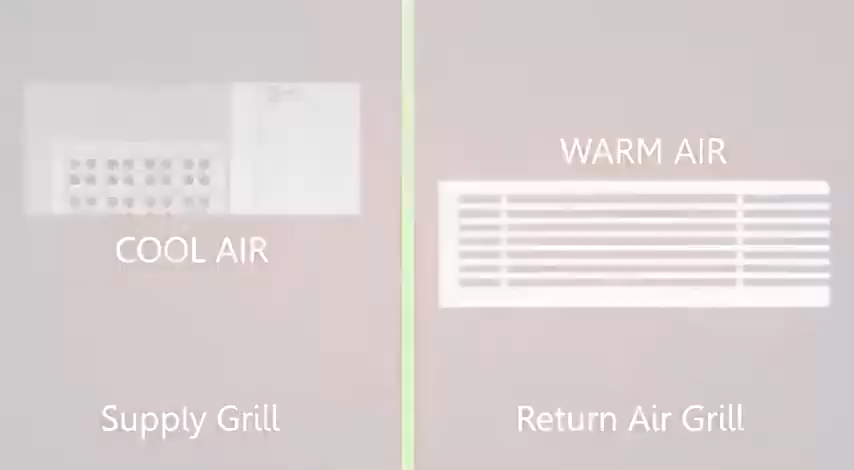 COOL AIR
Supply Grill
WARM AIR
Return Air Grill